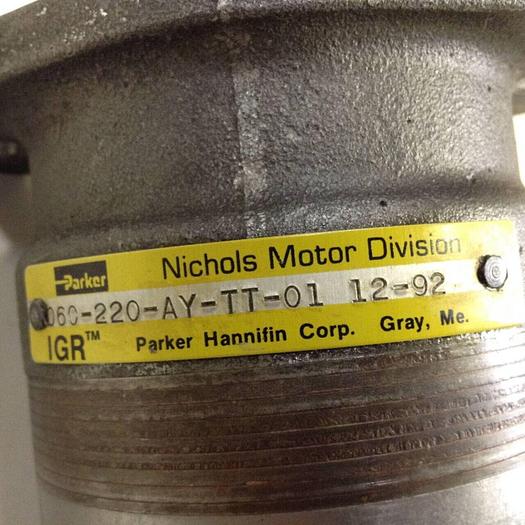 Parker Nichols Motor Division
060-220-AY-TT-01 12-92
IGR™ Parker Hannifin Corp. Gray, Me.